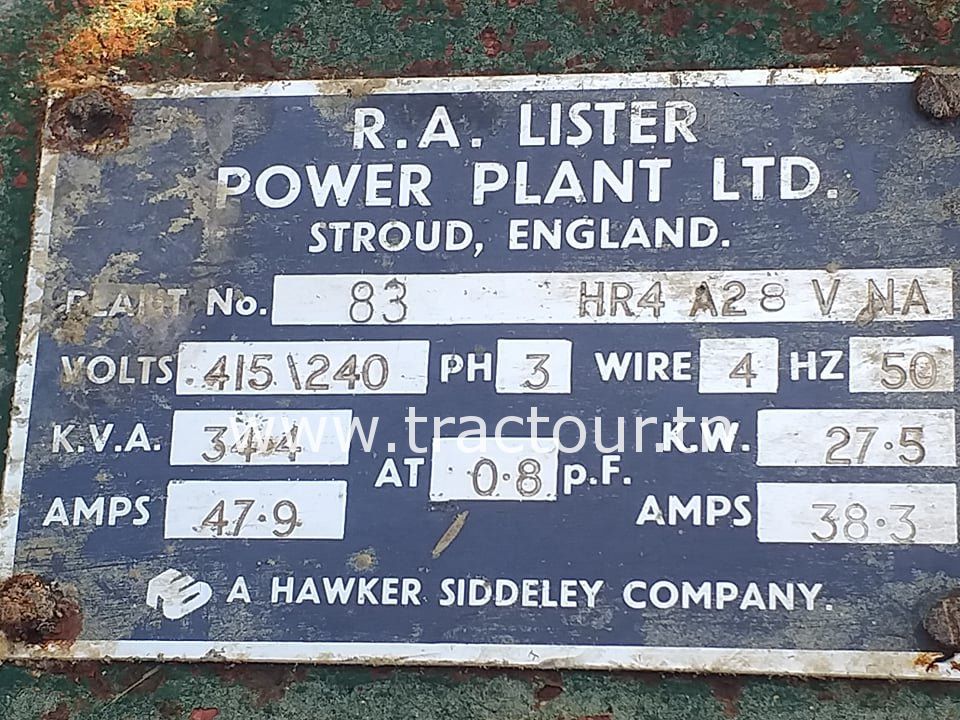 R.A. LISTER
POWER PLANT LTD.
STROUD, ENGLAND.
PLANT No. 83 HR4 A28 V NA
VOLTS 415\240 PH 3 WIRE 4 HZ 50
K.V.A. 34.4 AT 0.8 p.F. K.W. 27.5
www.tractour.tn
AMPS 47.9 AMPS 38.3
A HAWKER SIDDELEY COMPANY.